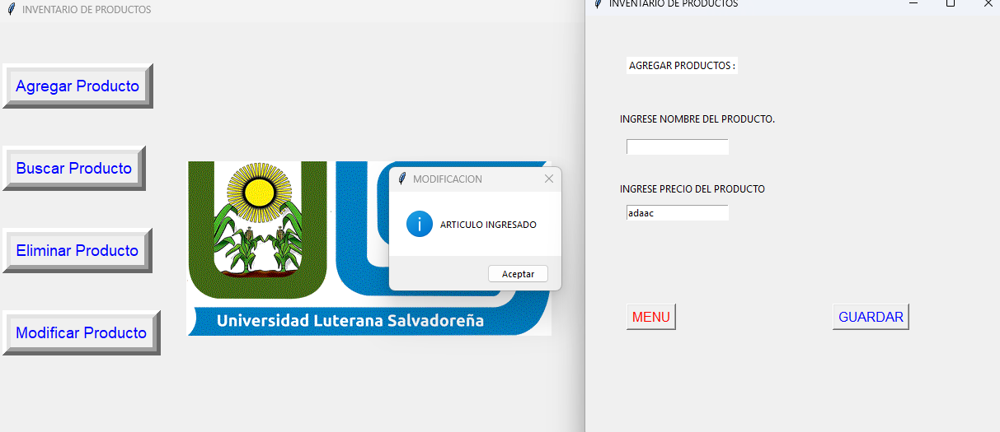 INVENTARIO DE PRODUCTOS
Agregar Producto
Buscar Producto
Eliminar Producto
Modificar Producto
Universidad Luterana Salvadoreña
MODIFICACION
ARTICULO INGRESADO
Aceptar
INVENTARIO DE PRODUCTOS
AGREGAR PRODUCTOS :
INGRESE NOMBRE DEL PRODUCTO.
INGRESE PRECIO DEL PRODUCTO
adaac
MENU
GUARDAR